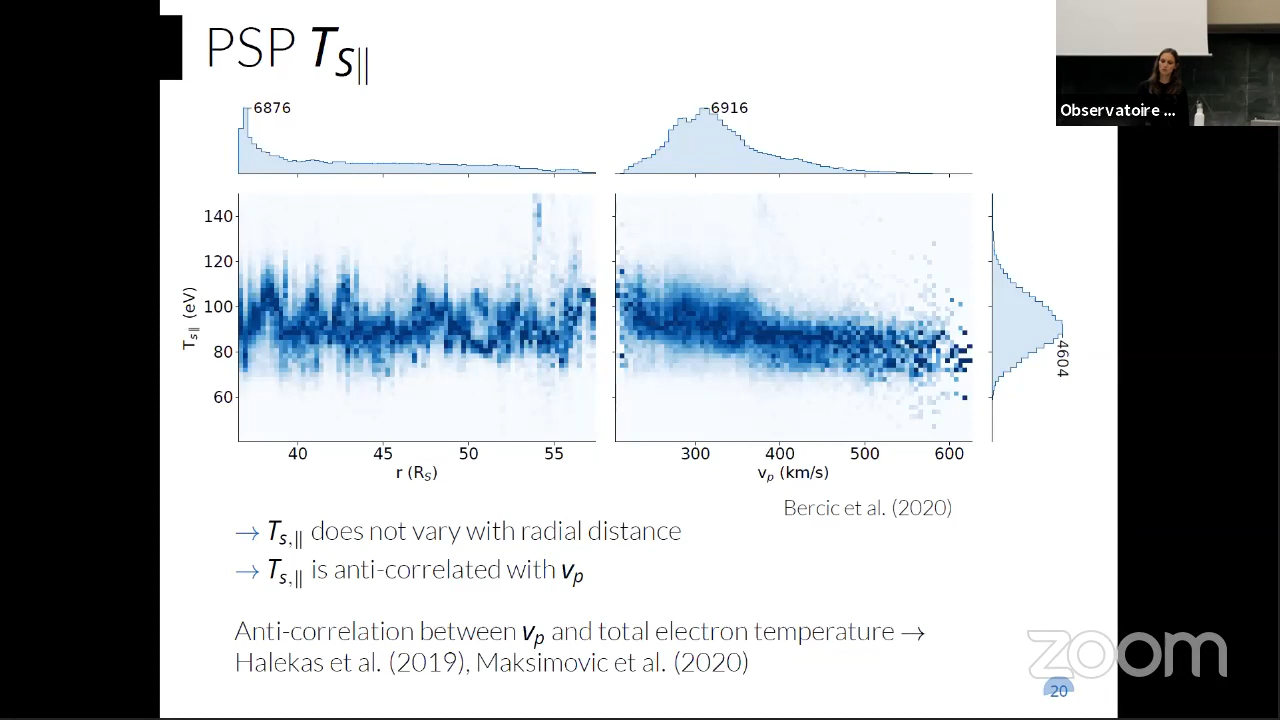 PSP T_S∥
Observatoire ...
6876
6916
140
120
100
80
60
T_s∥ (eV)
40 45 50 55
r (R_S)
300 400 500 600
v_p (km/s)
4604
Bercic et al. (2020)
→ T_s,∥ does not vary with radial distance
→ T_s,∥ is anti-correlated with v_p
Anti-correlation between v_p and total electron temperature →
Halekas et al. (2019), Maksimovic et al. (2020)
zoom
20